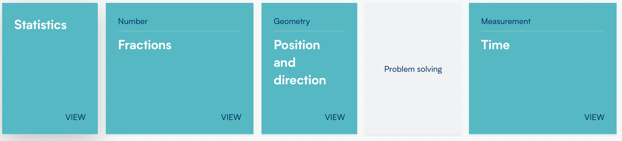 Statistics
VIEW
Number
Fractions
VIEW
Geometry
Position
and
direction
VIEW
Problem solving
Measurement
Time
VIEW